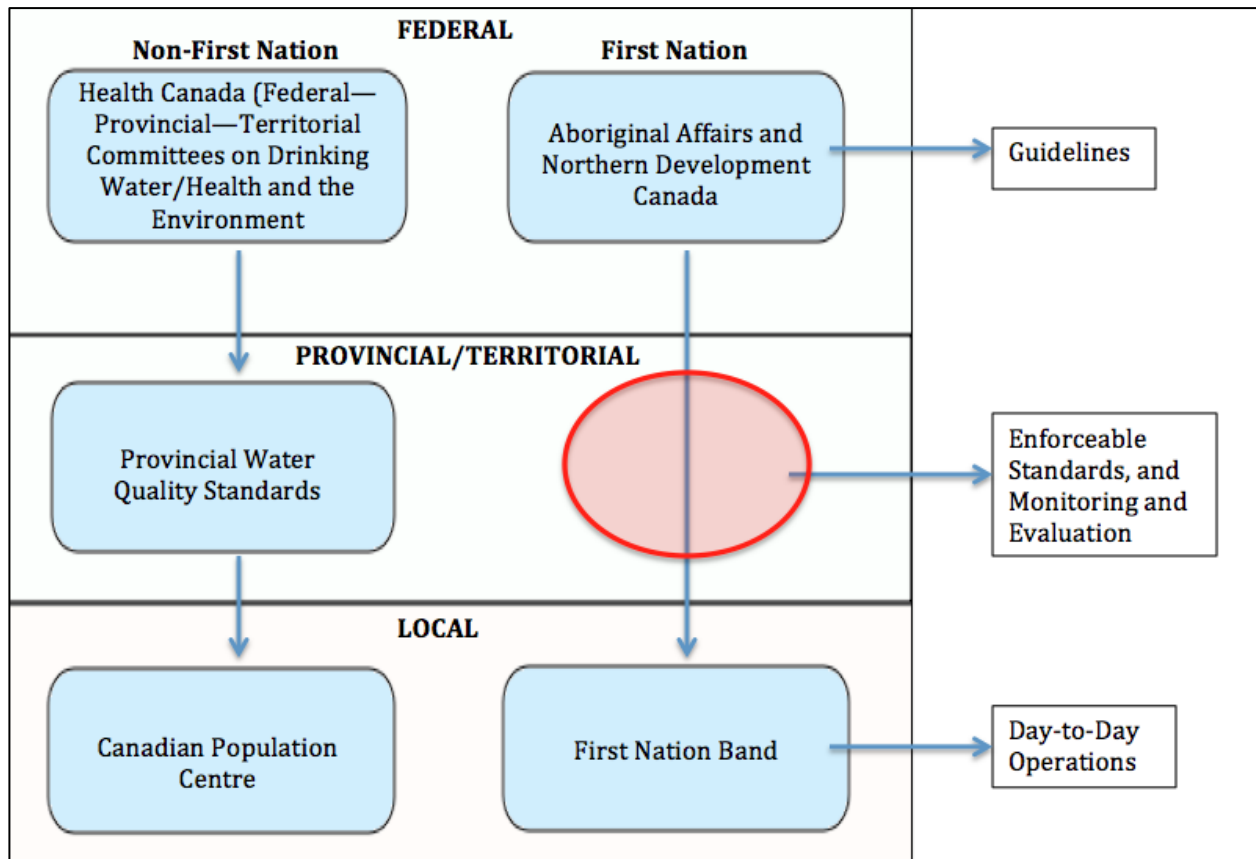 FEDERAL
Non-First Nation
First Nation
Health Canada (Federal—
Provincial—Territorial
Committees on Drinking
Water/Health and the
Environment
Aboriginal Affairs and
Northern Development
Canada
Guidelines
PROVINCIAL/TERRITORIAL
Provincial Water
Quality Standards
Enforceable
Standards, and
Monitoring and
Evaluation
LOCAL
Canadian Population
Centre
First Nation Band
Day-to-Day
Operations